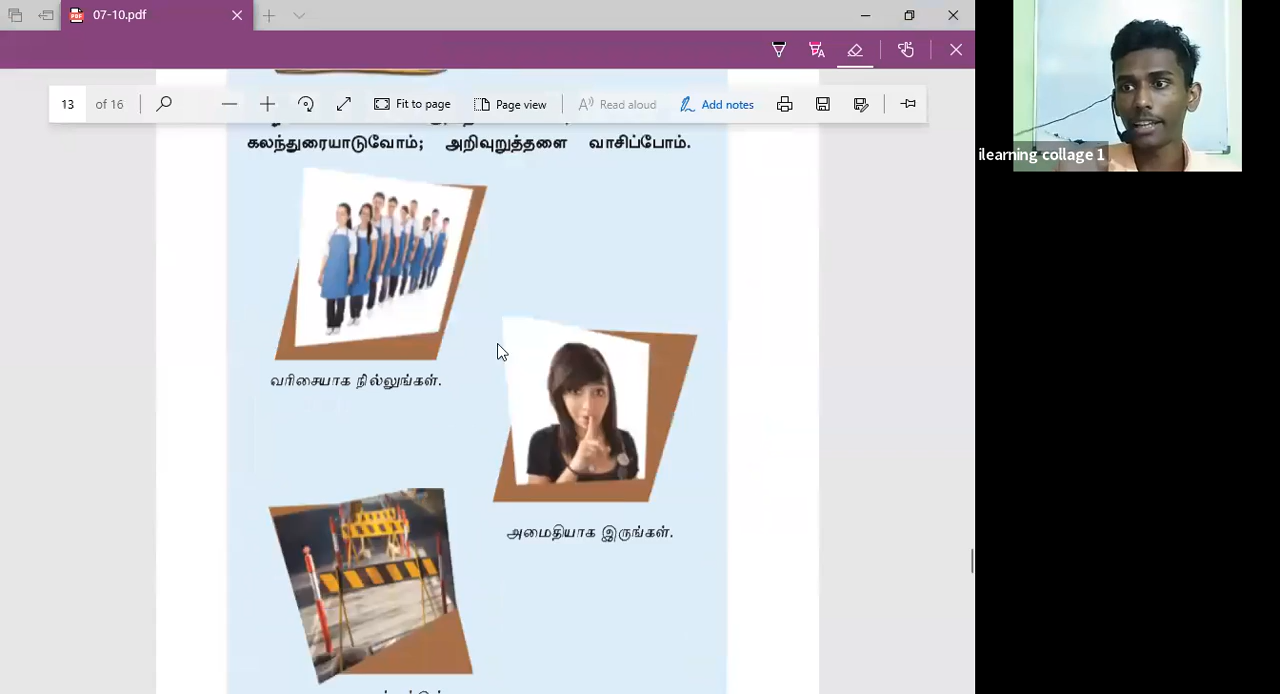 07-10.pdf
13 of 16 Fit to page Page view Read aloud Add notes
கலந்துரையாடுவோம்; அறிவுறுத்தளை வாசிப்போம்.
ilearning collage 1
வரிசையாக நில்லுங்கள்.
அமைதியாக இருங்கள்.